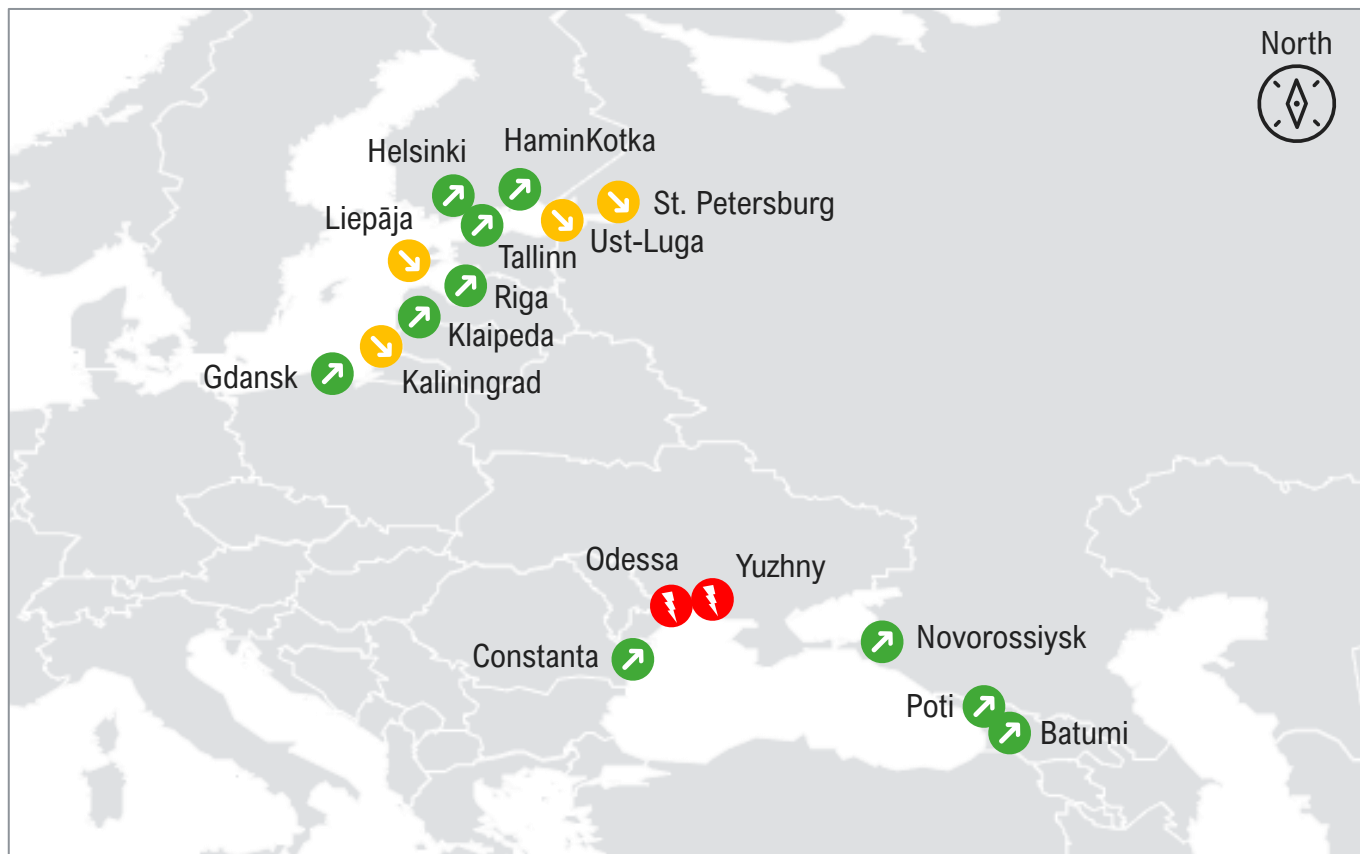 North
HaminKotka
Helsinki
St. Petersburg
Liepāja
Ust-Luga
Tallinn
Riga
Klaipeda
Gdansk
Kaliningrad
Odessa
Yuzhny
Novorossiysk
Constanta
Poti
Batumi